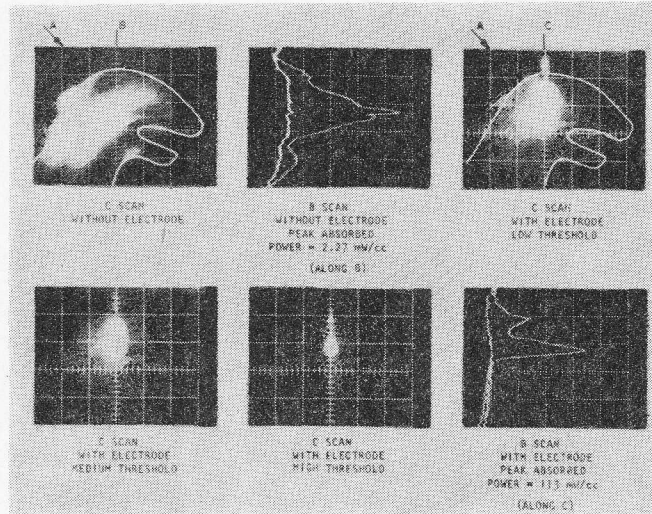 A B
A C
C SCAN
WITHOUT ELECTRODE
B SCAN
WITHOUT ELECTRODE
PEAK ABSORBED
POWER = 2.27 mW/cc
(ALONG B)
C SCAN
WITH ELECTRODE
LOW THRESHOLD
C SCAN
WITH ELECTRODE
MEDIUM THRESHOLD
C SCAN
WITH ELECTRODE
HIGH THRESHOLD
B SCAN
WITH ELECTRODE
PEAK ABSORBED
POWER = 113 mW/cc
(ALONG C)